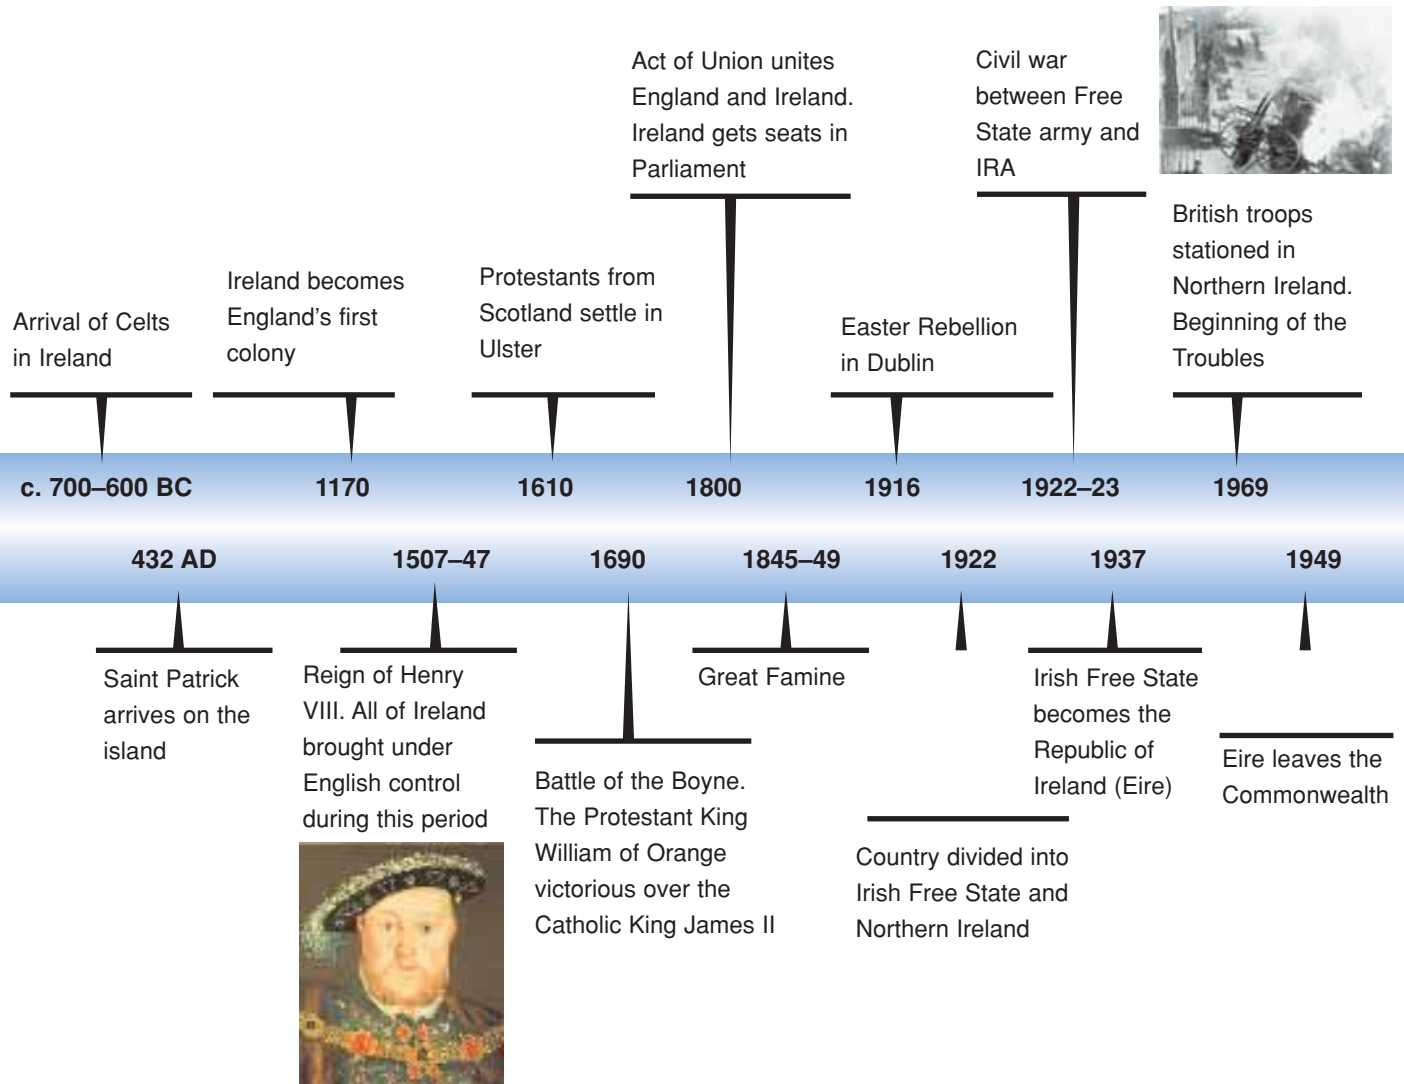 Act of Union unites
England and Ireland.
Ireland gets seats in
Parliament
Civil war
between Free
State army and
IRA
British troops
stationed in
Northern Ireland.
Beginning of the
Troubles
Arrival of Celts
in Ireland
Ireland becomes
England's first
colony
Protestants from
Scotland settle in
Ulster
Easter Rebellion
in Dublin
c. 700–600 BC
1170
1610
1800
1916
1922–23
1969
432 AD
1507–47
1690
1845–49
1922
1937
1949
Saint Patrick
arrives on the
island
Reign of Henry
VIII. All of Ireland
brought under
English control
during this period
Battle of the Boyne.
The Protestant King
William of Orange
victorious over the
Catholic King James II
Great Famine
Country divided into
Irish Free State and
Northern Ireland
Irish Free State
becomes the
Republic of
Ireland (Eire)
Eire leaves the
Commonwealth